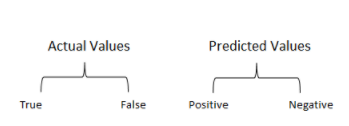 Actual Values Predicted Values
True False Positive Negative